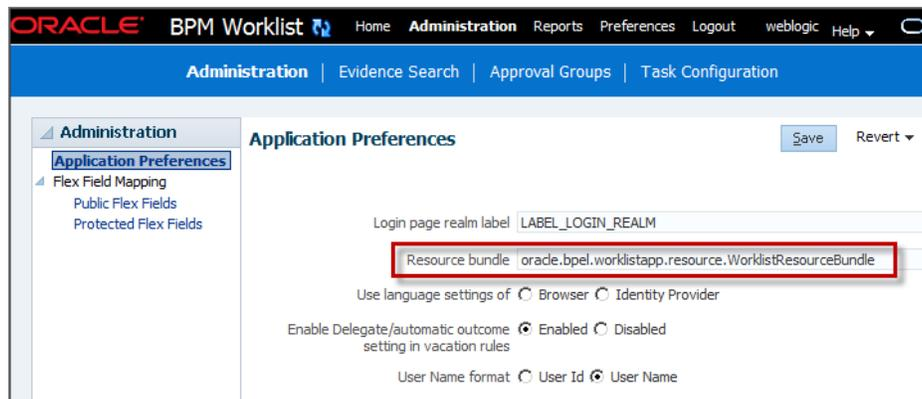 ORACLE BPM Worklist Home Administration Reports Preferences Logout weblogic Help
Administration | Evidence Search | Approval Groups | Task Configuration
Administration
Application Preferences
Flex Field Mapping
Public Flex Fields
Protected Flex Fields
Application Preferences Save Revert
Login page realm label LABEL_LOGIN_REALM
Resource bundle oracle.bpel.worklistapp.resource.WorklistResourceBundle
Use language settings of Browser Identity Provider
Enable Delegate/automatic outcome Enabled Disabled
setting in vacation rules
User Name format User Id User Name